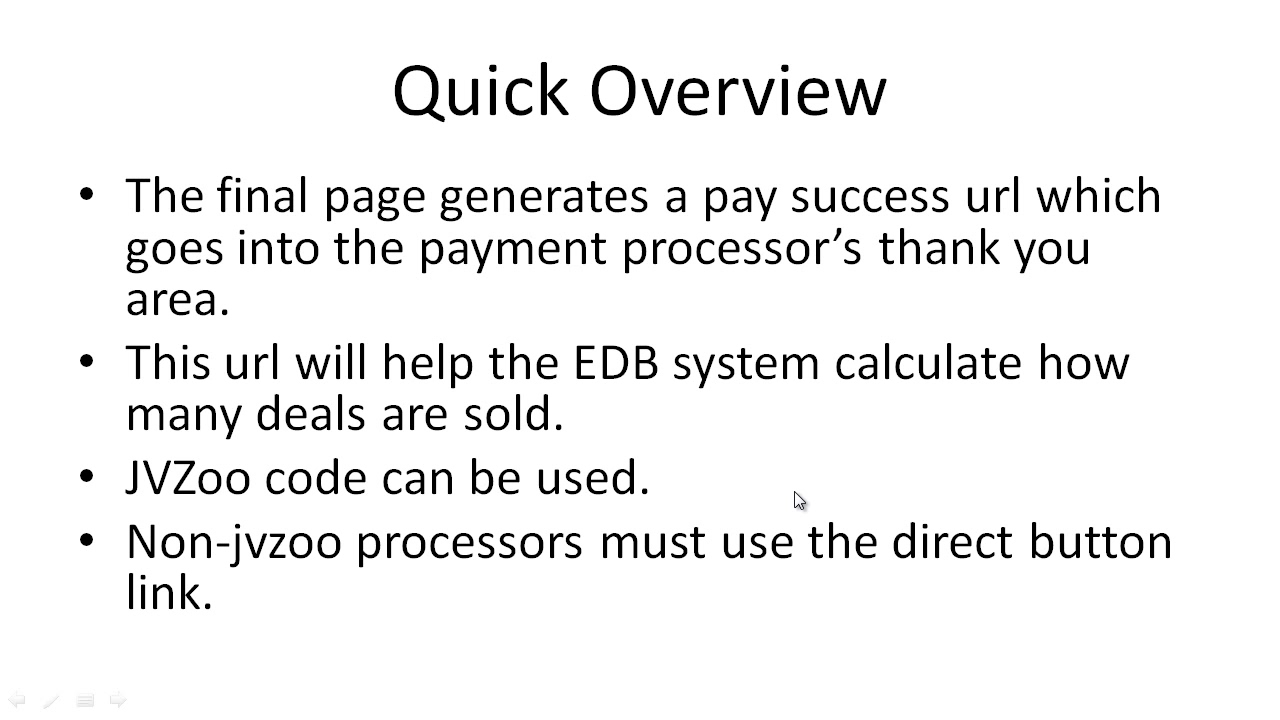 Quick Overview
• The final page generates a pay success url which
goes into the payment processor’s thank you
area.
• This url will help the EDB system calculate how
many deals are sold.
• JVZoo code can be used.
• Non-jvzoo processors must use the direct button
link.